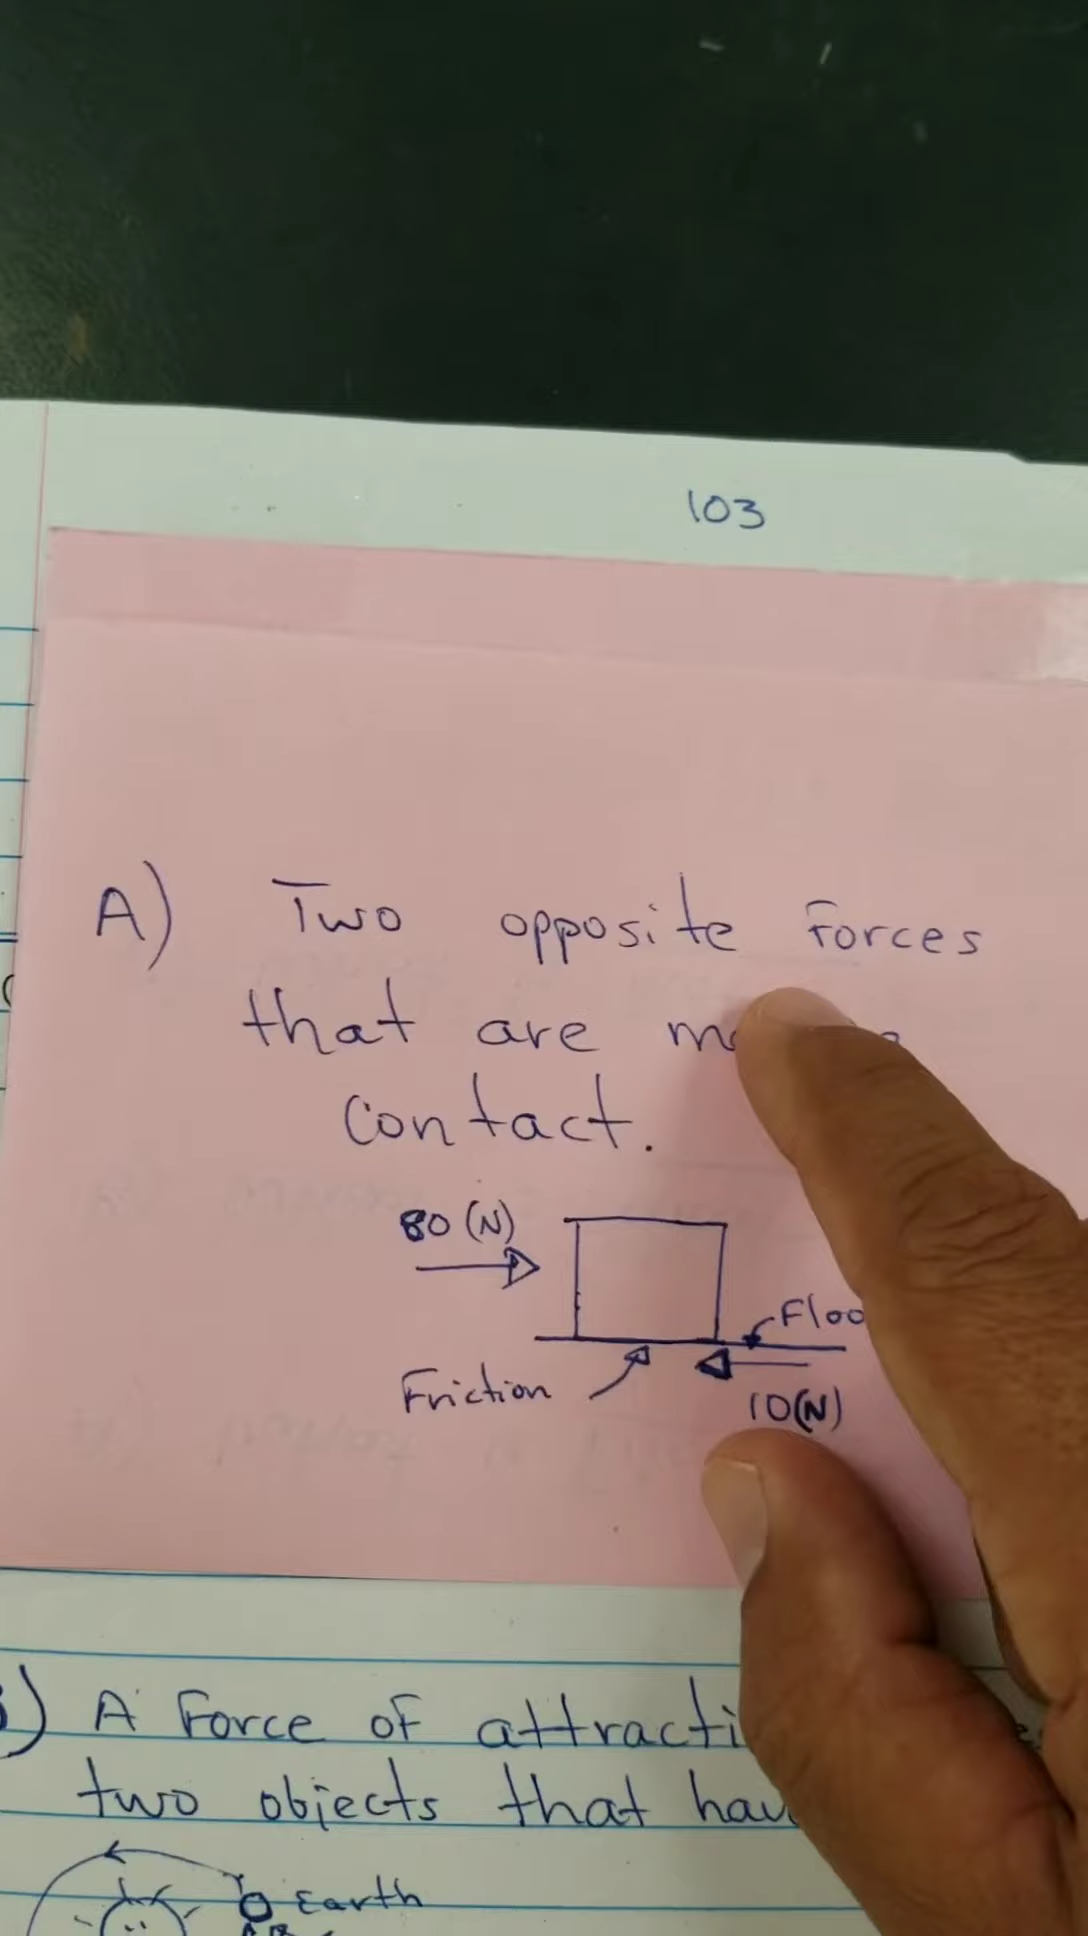 103
A) Two opposite Forces
that are
contact.
80 (N)
Floo
Friction
10(N)
) A Force of attracti
two objects that hav
Earth